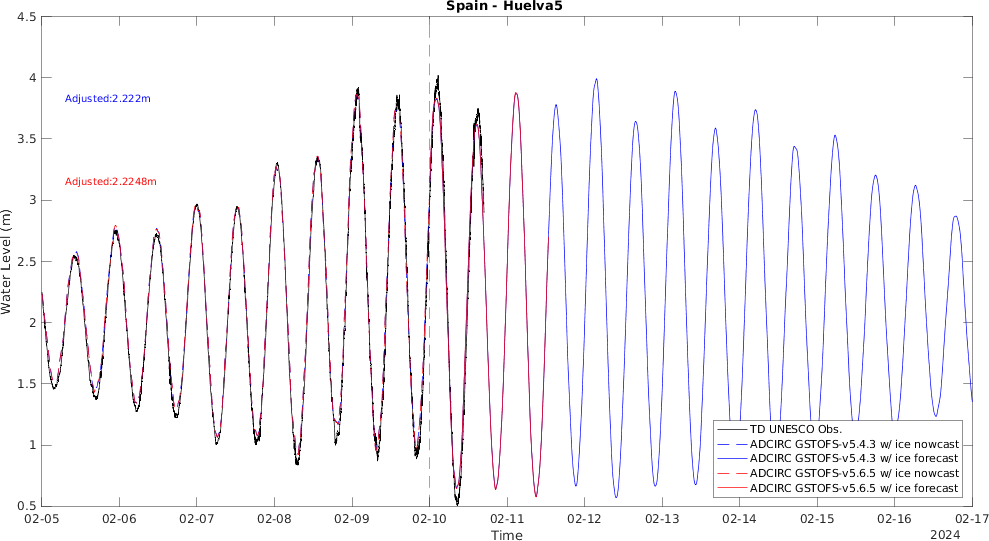 Spain - Huelva5
4.5
4
3.5
3
2.5
2
1.5
1
0.5
Water Level (m)
Adjusted:2.222m
Adjusted:2.2248m
TD UNESCO Obs.
ADCIRC GSTOFS-v5.4.3 w/ ice nowcast
ADCIRC GSTOFS-v5.4.3 w/ ice forecast
ADCIRC GSTOFS-v5.6.5 w/ ice nowcast
ADCIRC GSTOFS-v5.6.5 w/ ice forecast
02-05 02-06 02-07 02-08 02-09 02-10 02-11 02-12 02-13 02-14 02-15 02-16 02-17
Time
2024